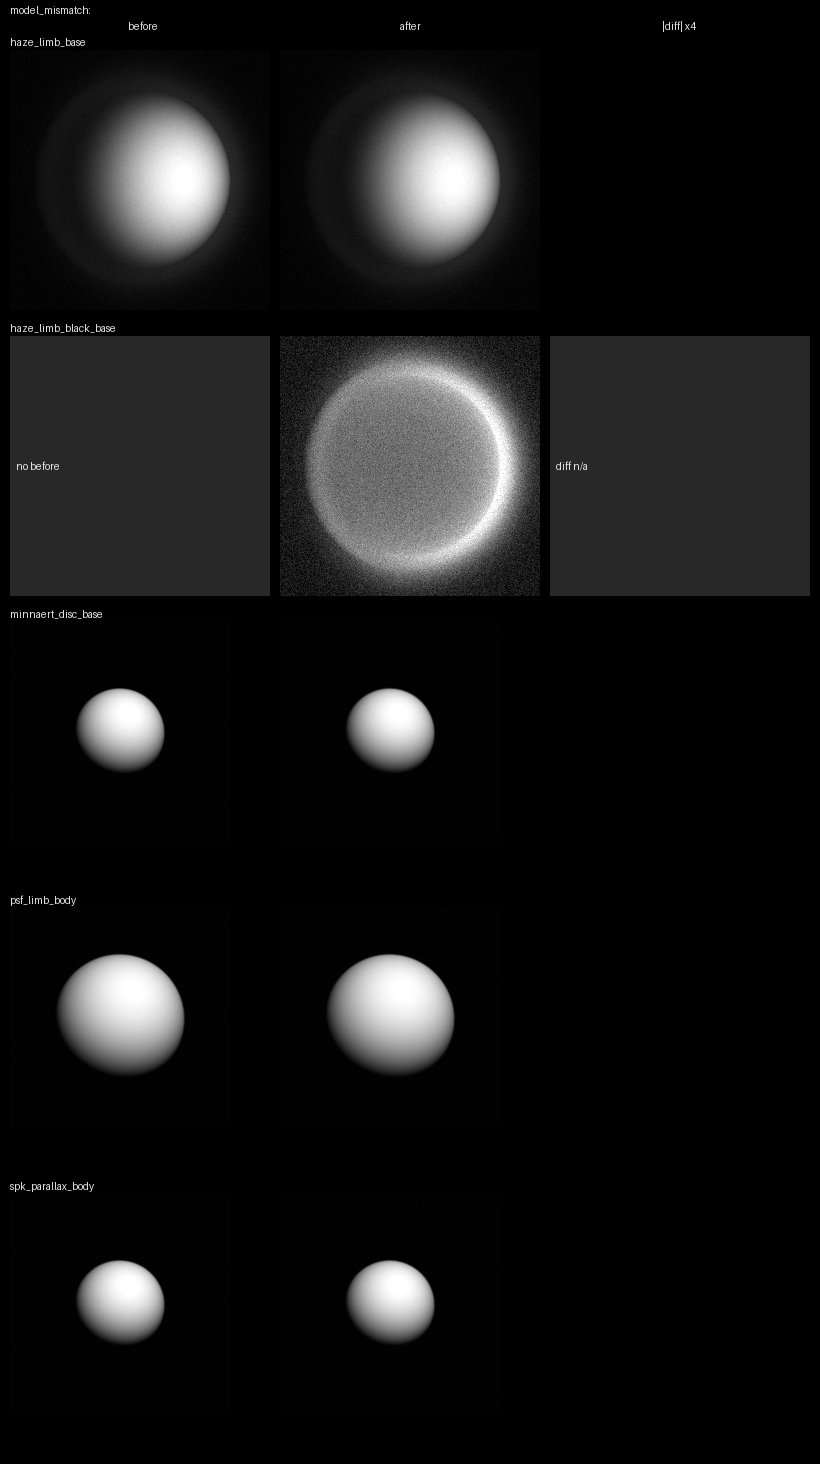 model_mismatch:
before after |diff| x4
haze_limb_base
haze_limb_black_base
no before diff n/a
minnaert_disc_base
psf_limb_body
spk_parallax_body